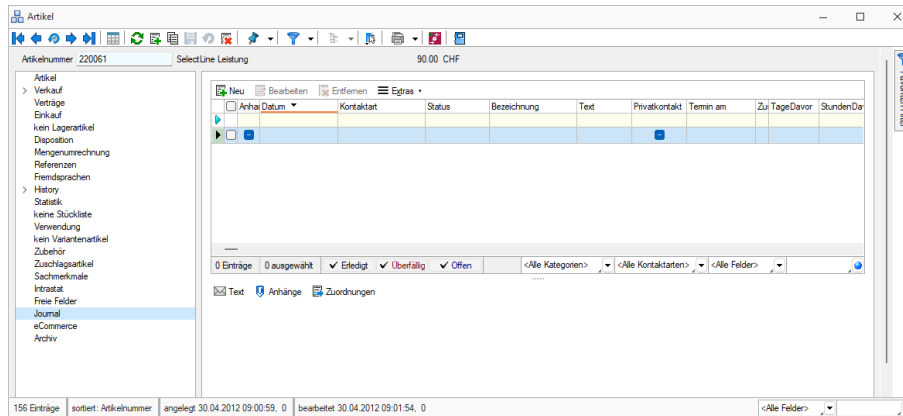 Artikel
Artikelnummer 220061 SelectLine Leistung 90.00 CHF
Artikel
Verkauf
Verträge
Einkauf
kein Lagerartikel
Disposition
Mengenumrechnung
Referenzen
Fremdsprachen
History
Statistik
keine Stückliste
Verwendung
kein Variantenartikel
Zubehör
Zuschlagsartikel
Sachmerkmale
Intrastat
Freie Felder
Journal
eCommerce
Archiv
Neu Bearbeiten Entfernen Extras
Anha Datum Kontaktart Status Bezeichnung Text Privatkontakt Termin am Zu TageDavor StundenDa
0 Einträge 0 ausgewählt Erledigt Überfällig Offen <Alle Kategorien> <Alle Kontaktarten> <Alle Felder>
Text Anhänge Zuordnungen
156 Einträge sortiert: Artikelnummer angelegt 30.04.2012 09:00:59, 0 bearbeitet 30.04.2012 09:01:54, 0 <Alle Felder>